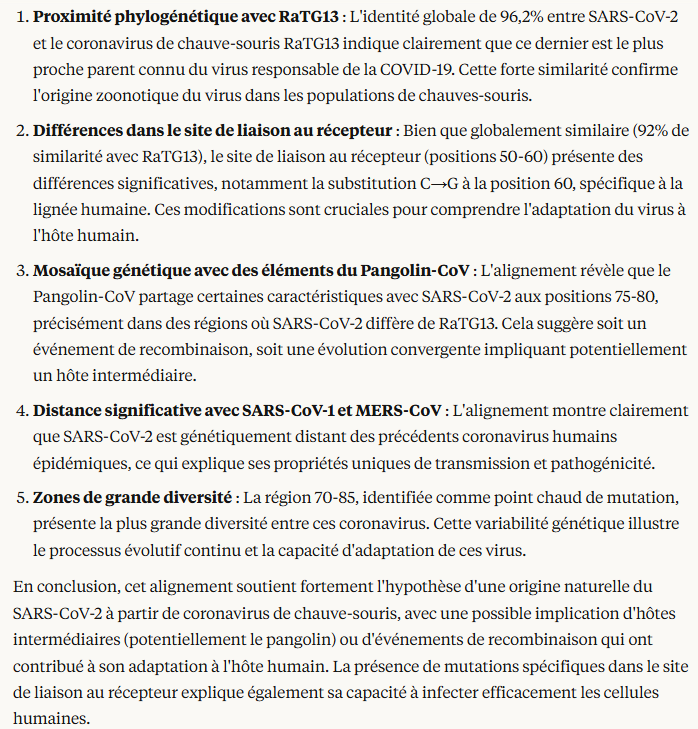 1. Proximité phylogénétique avec RaTG13 : L'identité globale de 96,2% entre SARS-CoV-2
et le coronavirus de chauve-souris RaTG13 indique clairement que ce dernier est le plus
proche parent connu du virus responsable de la COVID-19. Cette forte similarité confirme
l'origine zoonotique du virus dans les populations de chauves-souris.
2. Différences dans le site de liaison au récepteur : Bien que globalement similaire (92% de
similarité avec RaTG13), le site de liaison au récepteur (positions 50-60) présente des
différences significatives, notamment la substitution C→G à la position 60, spécifique à la
lignée humaine. Ces modifications sont cruciales pour comprendre l'adaptation du virus à
l'hôte humain.
3. Mosaïque génétique avec des éléments du Pangolin-CoV : L'alignement révèle que le
Pangolin-CoV partage certaines caractéristiques avec SARS-CoV-2 aux positions 75-80,
précisément dans des régions où SARS-CoV-2 diffère de RaTG13. Cela suggère soit un
événement de recombinaison, soit une évolution convergente impliquant potentiellement
un hôte intermédiaire.
4. Distance significative avec SARS-CoV-1 et MERS-CoV : L'alignement montre clairement
que SARS-CoV-2 est génétiquement distant des précédents coronavirus humains
épidémiques, ce qui explique ses propriétés uniques de transmission et pathogénicité.
5. Zones de grande diversité : La région 70-85, identifiée comme point chaud de mutation,
présente la plus grande diversité entre ces coronavirus. Cette variabilité génétique illustre
le processus évolutif continu et la capacité d'adaptation de ces virus.
En conclusion, cet alignement soutient fortement l'hypothèse d'une origine naturelle du
SARS-CoV-2 à partir de coronavirus de chauve-souris, avec une possible implication d'hôtes
intermédiaires (potentiellement le pangolin) ou d'événements de recombinaison qui ont
contribué à son adaptation à l'hôte humain. La présence de mutations spécifiques dans le site
de liaison au récepteur explique également sa capacité à infecter efficacement les cellules
humaines.